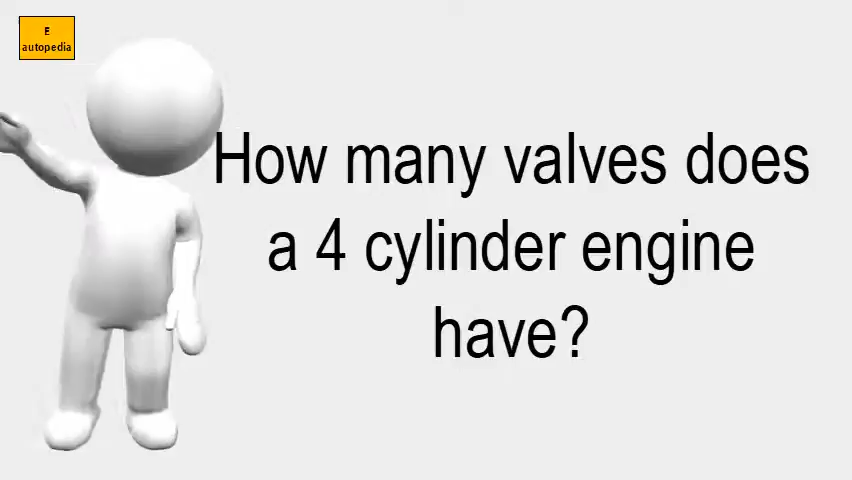 E
autopedia
How many valves does
a 4 cylinder engine
have?